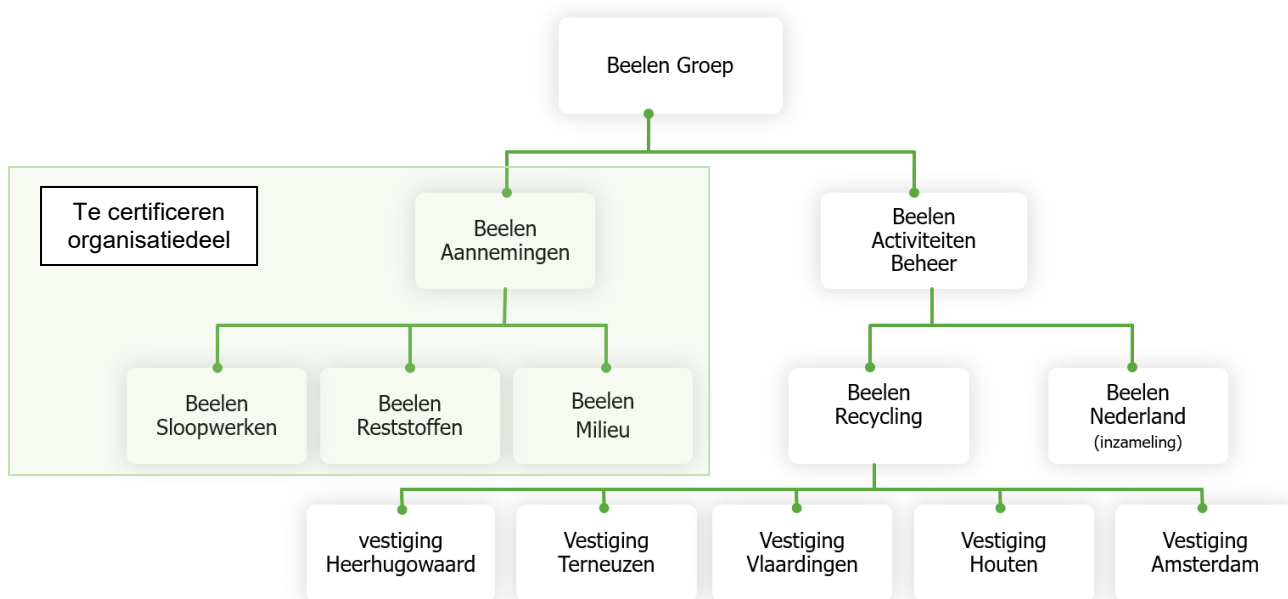 Beelen Groep
Te certificeren
organisatiedeel
Beelen
Aannemingen
Beelen
Activiteiten
Beheer
Beelen
Sloopwerken
Beelen
Reststoffen
Beelen
Milieu
Beelen
Recycling
Beelen
Nederland
(inzameling)
vestiging
Heerhugowaard
Vestiging
Terneuzen
Vestiging
Vlaardingen
Vestiging
Houten
Vestiging
Amsterdam